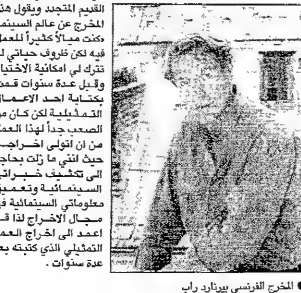 القديم المتجدد ويقول هذا
المخرج عن عالم السينما
«كنت ميالاً كثيراً للعمل
فيه لكن ظروف حياتي لم
تترك لي امكانية الاختيار
وقبل عدة سنوات قمت
بكتابة احد الاعمال
التمثيلية لكن كان من
الصعب جداً لهذا العمل
من ان اتولى اخراجه
حيث انني ما زلت بحاجة
الى تكثيف خبراتي
السينمائية وتعميق
معلوماتي السينمائية في
مجال الاخراج لذا قد
اعمد الى اخراج العمل
التمثيلي الذي كتبته بعد
عدة سنوات .
المخرج الفرنسي بيرنارد راب